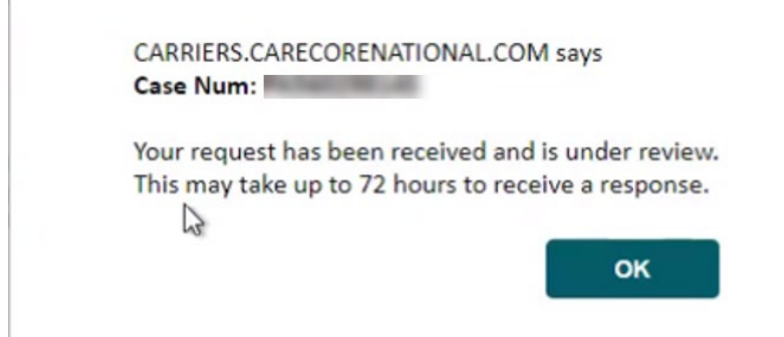 CARRIERS.CARECORENATIONAL.COM says
Case Num:
Your request has been received and is under review.
This may take up to 72 hours to receive a response.
OK